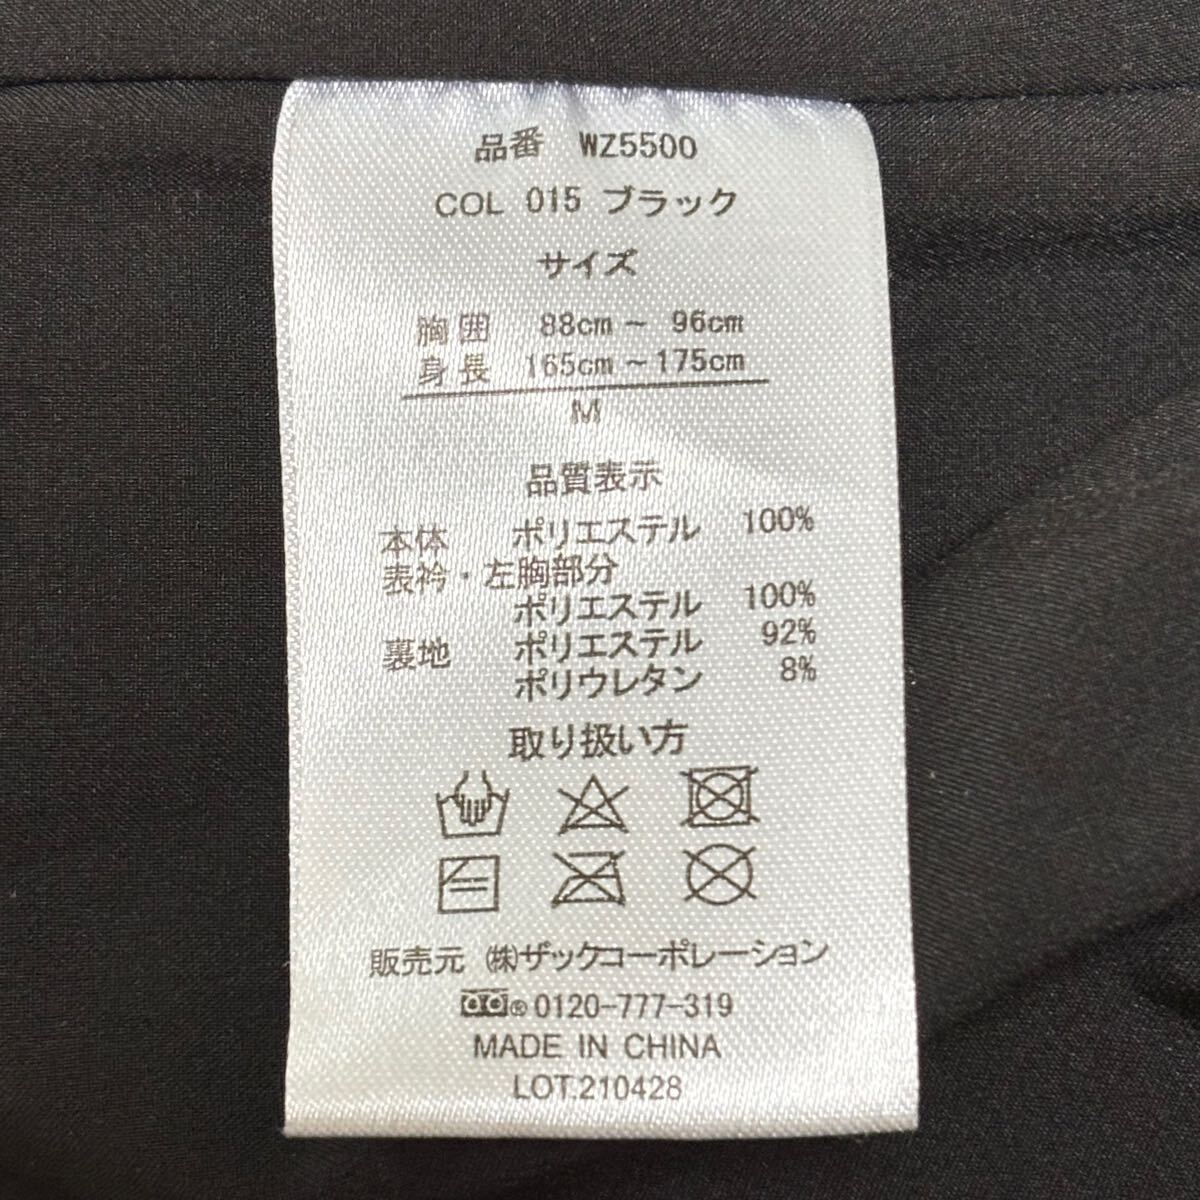 品番 WZ5500
COL 015 ブラック
サイズ
胸囲 88cm～ 96cm
身長 165cm～175cm
M
品質表示
本体 ポリエステル 100%
表衿・左胸部分
ポリエステル 100%
裏地 ポリエステル 92%
ポリウレタン 8%
取り扱い方
販売元 ㈱ザックコーポレーション
®0120-777-319
MADE IN CHINA
LOT.210428